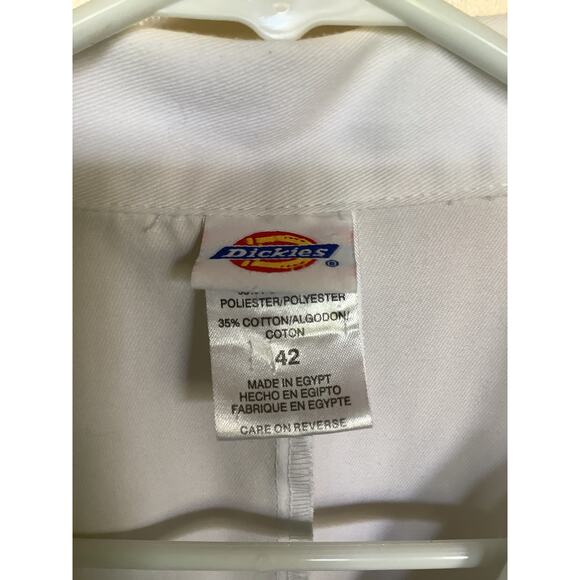 Dickies
®
POLIESTER/POLYESTER
35% COTTON/ALGODON/
COTON
42
MADE IN EGYPT
HECHO EN EGIPTO
FABRIQUE EN EGYPTE
CARE ON REVERSE